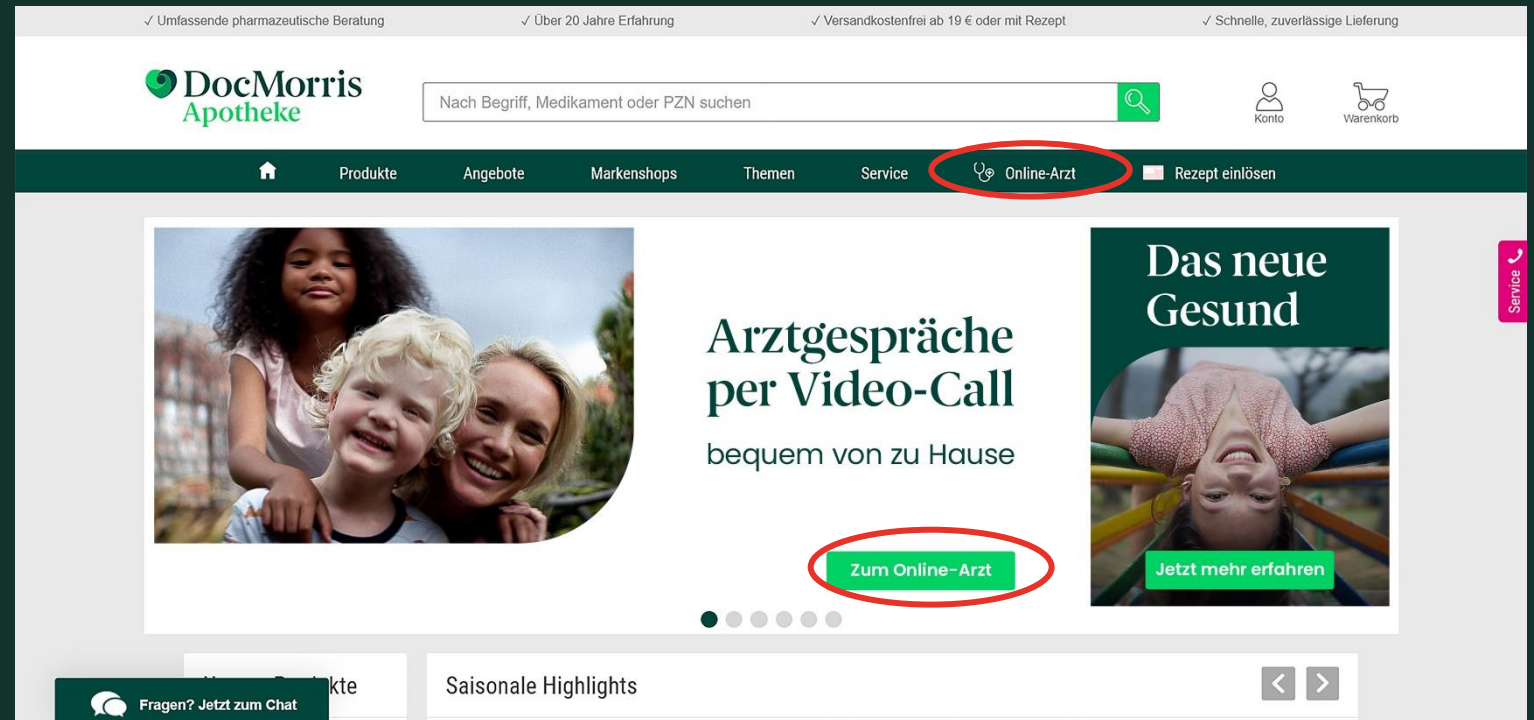 ✓ Umfassende pharmazeutische Beratung
✓ Über 20 Jahre Erfahrung
✓ Versandkostenfrei ab 19 € oder mit Rezept
✓ Schnelle, zuverlässige Lieferung
DocMorris
Apotheke
Nach Begriff, Medikament oder PZN suchen
Konto
Warenkorb
Produkte
Angebote
Markenshops
Themen
Service
Online-Arzt
Rezept einlösen
Arztgespräche
per Video-Call
bequem von zu Hause
Zum Online-Arzt
Das neue
Gesund
Jetzt mehr erfahren
Service
Saisonale Highlights
Fragen? Jetzt zum Chat